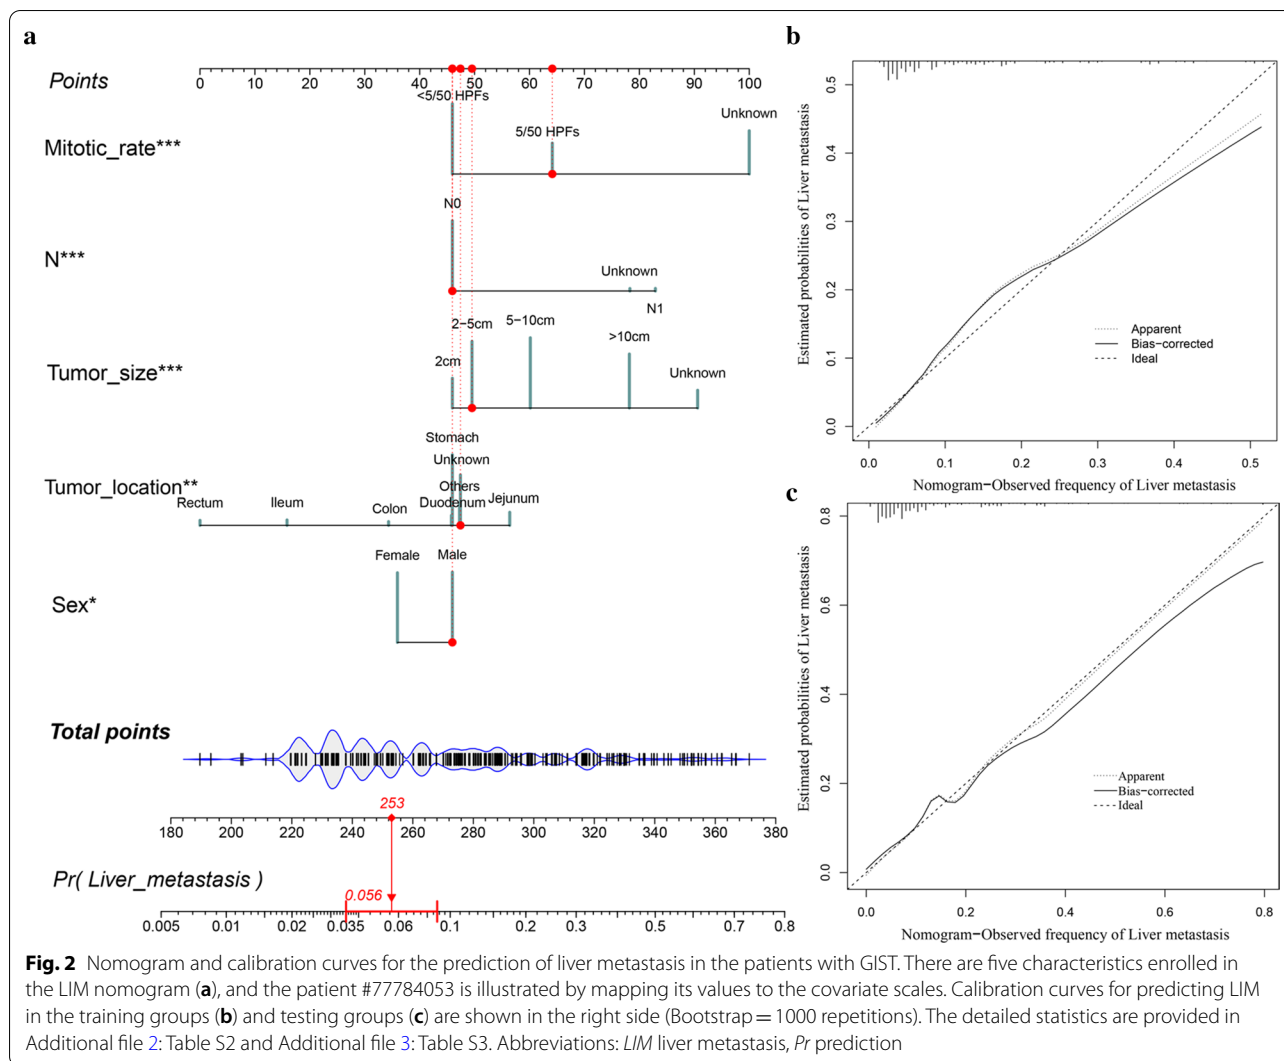 a
Points
0 10 20 30 40 50 60 70 80 90 100
<5/50 HPFs
5/50 HPFs
Unknown
Mitotic_rate***
N0
Unknown
N1
N***
2cm
2−5cm
5−10cm
>10cm
Unknown
Tumor_size***
Stomach
Unknown
Others
Tumor_location**
Rectum Ileum Colon Duodenum Jejunum
Female Male
Sex*
Total points
253
180 200 220 240 260 280 300 320 340 360 380
Pr( Liver_metastasis )
0.056
0.005 0.01 0.02 0.035 0.06 0.1 0.2 0.3 0.5 0.7 0.8
b
Estimated probabilities of Liver metastasis
0.5
0.4
0.3
0.2
0.1
0.0
Apparent
Bias−corrected
Ideal
0.0 0.1 0.2 0.3 0.4 0.5
Nomogram−Observed frequency of Liver metastasis
c
Estimated probabilities of Liver metastasis
0.8
0.6
0.4
0.2
0.0
Apparent
Bias−corrected
Ideal
0.0 0.2 0.4 0.6 0.8
Nomogram−Observed frequency of Liver metastasis
Fig. 2 Nomogram and calibration curves for the prediction of liver metastasis in the patients with GIST. There are five characteristics enrolled in
the LIM nomogram (a), and the patient #77784053 is illustrated by mapping its values to the covariate scales. Calibration curves for predicting LIM
in the training groups (b) and testing groups (c) are shown in the right side (Bootstrap = 1000 repetitions). The detailed statistics are provided in
Additional file 2: Table S2 and Additional file 3: Table S3. Abbreviations: LIM liver metastasis, Pr prediction